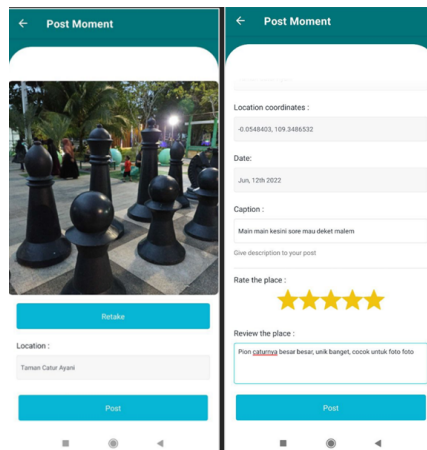 Post Moment
Retake
Location :
Taman Catur Ayani
Post
Post Moment
Location coordinates :
-0.0548403, 109.3486532
Date:
Jun, 12th 2022
Caption :
Main main kesini sore mau deket malem
Give description to your post
Rate the place :
Review the place :
Pion caturnya besar besar, unik banget, cocok untuk foto foto
Post